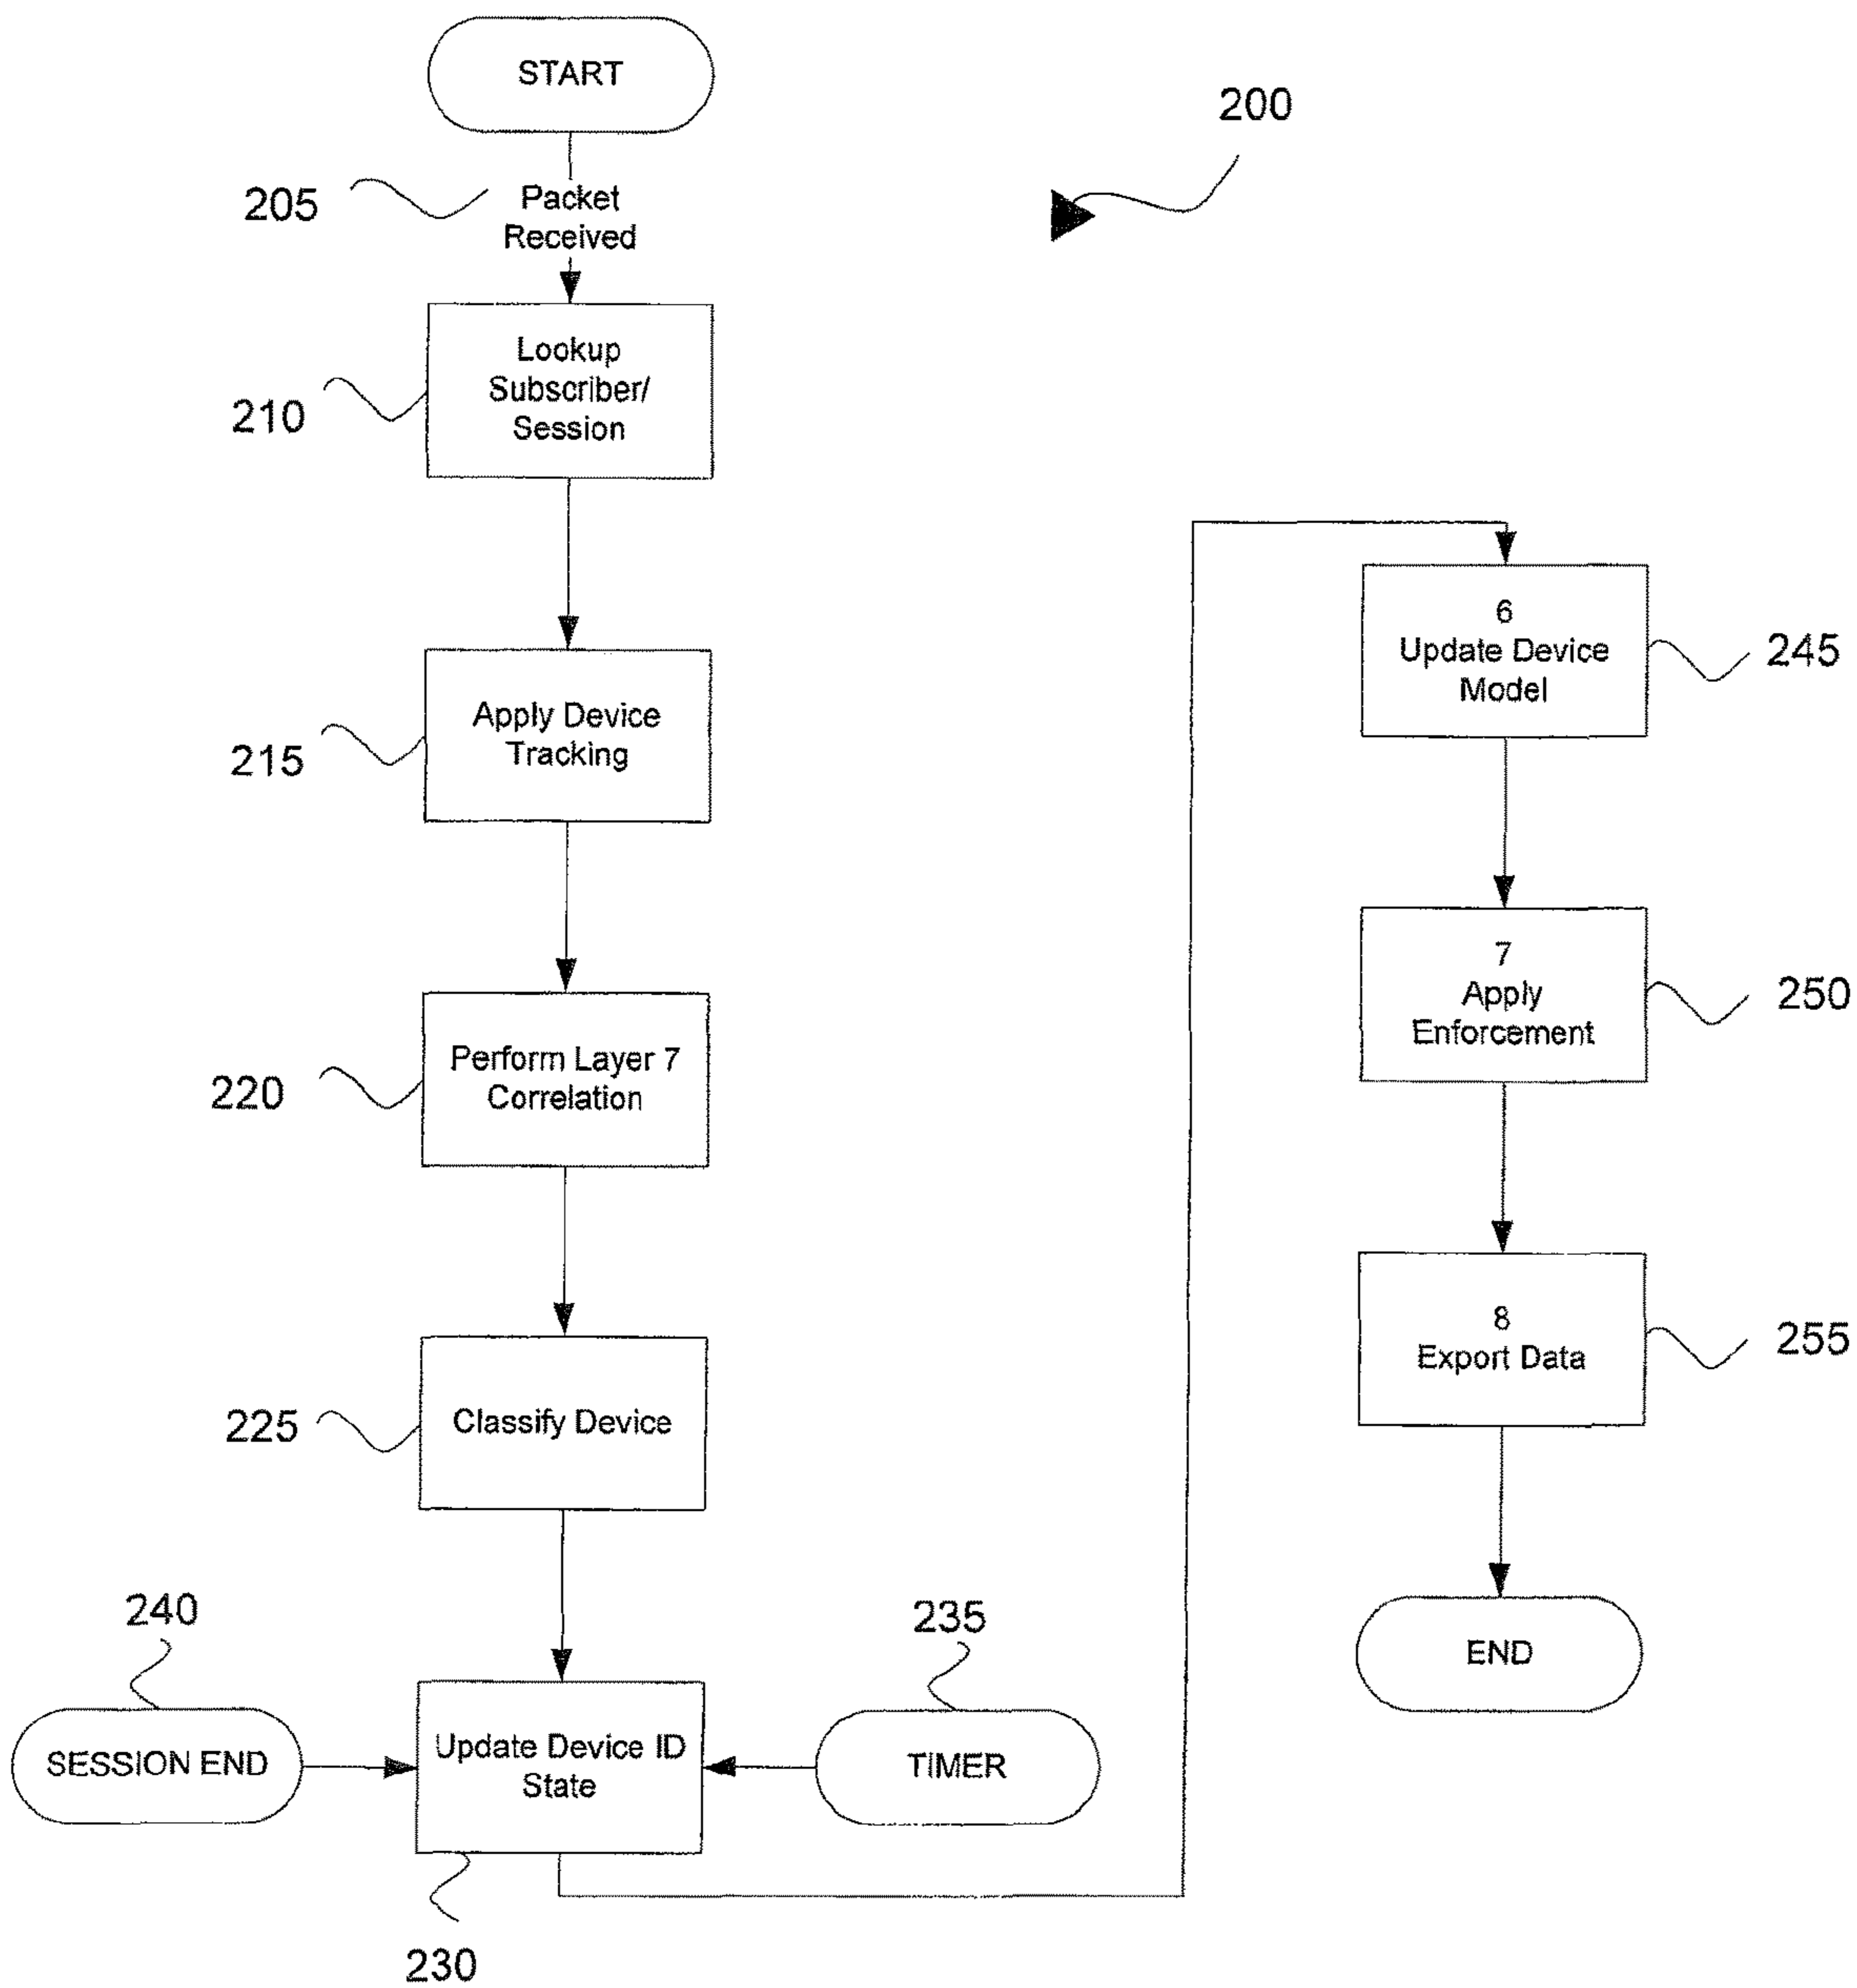 START
200
205
Packet
Received
Lookup
Subscriber/
Session
210
Apply Device
Tracking
215
Perform Layer 7
Correlation
220
Classify Device
225
240
SESSION END
Update Device ID
State
235
TIMER
230
6
Update Device
Model
245
7
Apply
Enforcement
250
8
Export Data
255
END